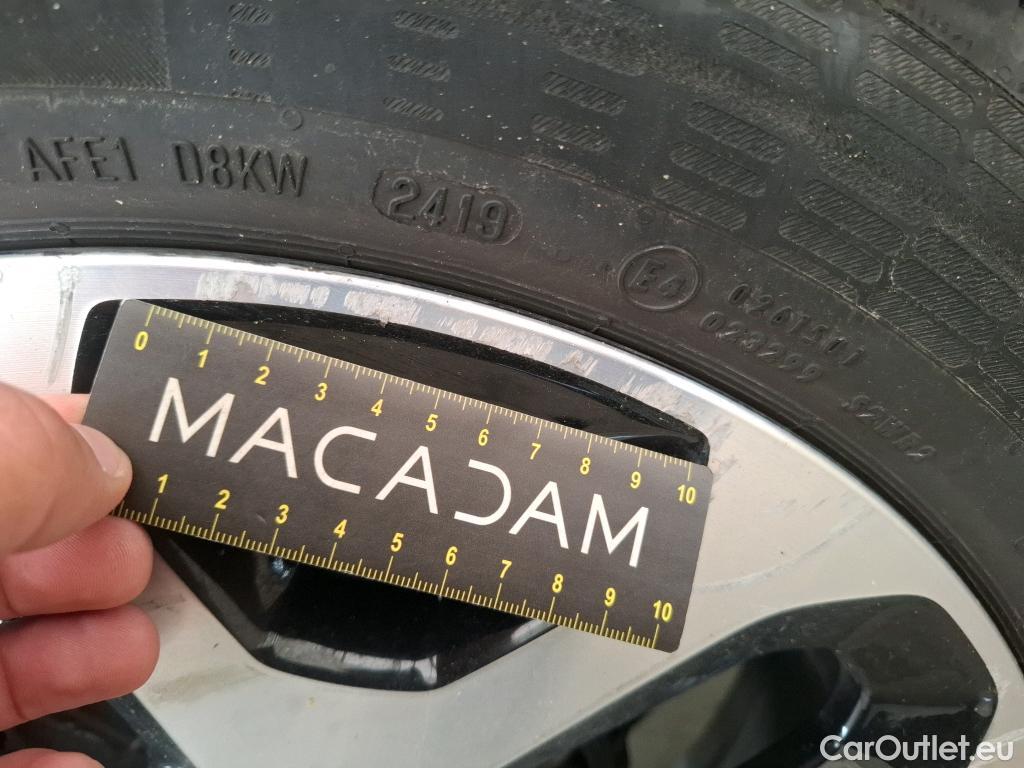 AFE1 D8KW 2419
E4
0261501
023299
S2WR2
0 1 2 3 4 5 6 7 8 9 10
MACADAM
1 2 3 4 5 6 7 8 9 10
CarOutlet.eu